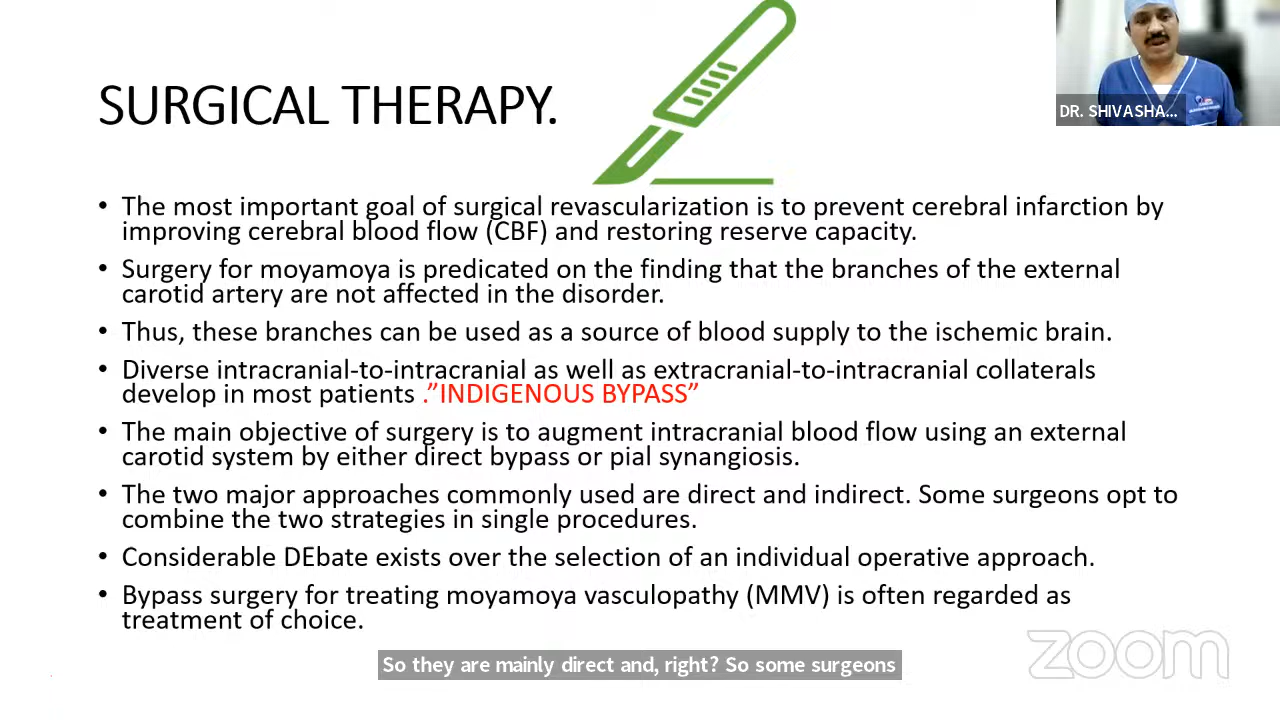 SURGICAL THERAPY.
DR. SHIVASHA...
• The most important goal of surgical revascularization is to prevent cerebral infarction by
improving cerebral blood flow (CBF) and restoring reserve capacity.
• Surgery for moyamoya is predicated on the finding that the branches of the external
carotid artery are not affected in the disorder.
• Thus, these branches can be used as a source of blood supply to the ischemic brain.
• Diverse intracranial-to-intracranial as well as extracranial-to-intracranial collaterals
develop in most patients .”INDIGENOUS BYPASS”
• The main objective of surgery is to augment intracranial blood flow using an external
carotid system by either direct bypass or pial synangiosis.
• The two major approaches commonly used are direct and indirect. Some surgeons opt to
combine the two strategies in single procedures.
• Considerable DEbate exists over the selection of an individual operative approach.
• Bypass surgery for treating moyamoya vasculopathy (MMV) is often regarded as
treatment of choice.
zoom
So they are mainly direct and, right? So some surgeons